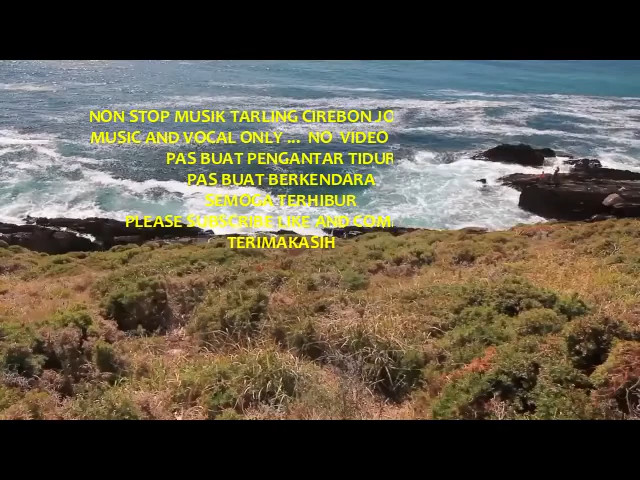 NON STOP MUSIK TARLING CIREBON
MUSIC AND VOCAL ONLY ... NO VIDEO
PAS BUAT PENGANTAR TIDUR
PAS BUAT BERKENDARA
SEMOGA TERHIBUR
PLEASE SUBSCRIBE LIKE AND
TERIMAKASIH